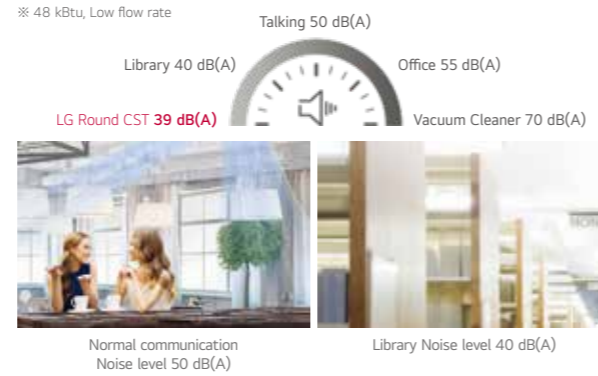 ※ 48 kBtu, Low flow rate
Talking 50 dB(A)
Library 40 dB(A)
Office 55 dB(A)
LG Round CST 39 dB(A)
Vacuum Cleaner 70 dB(A)
Normal communication
Noise level 50 dB(A)
Library Noise level 40 dB(A)